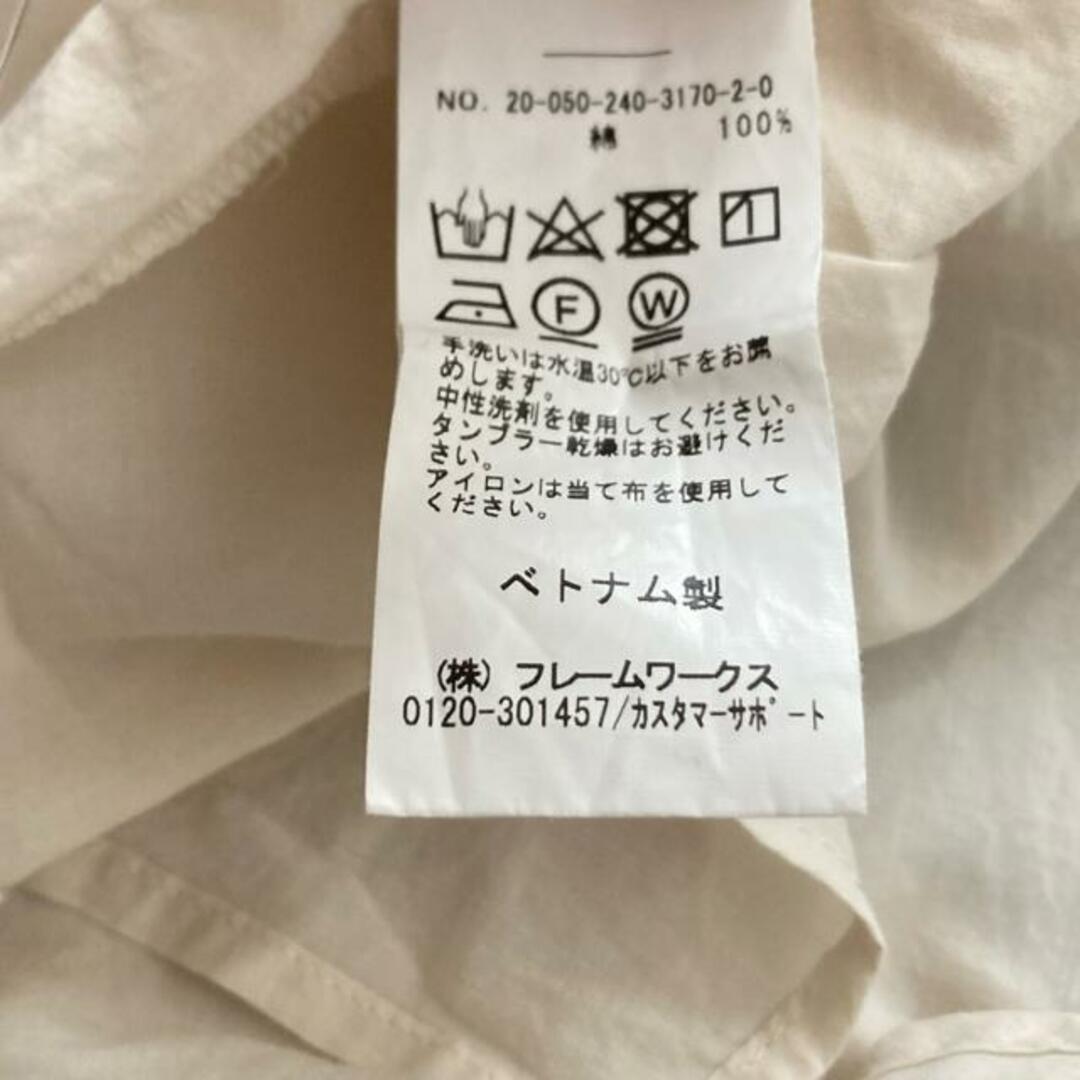 NO. 20-050-240-3170-2-0
綿 100%
F W
手洗いは水温30℃以下をお薦
めします。
中性洗剤を使用してください。
タンブラー乾燥はお避けくだ
さい。
アイロンは当て布を使用して
ください。
ベトナム製
(株) フレームワークス
0120-301457/カスタマーサポート